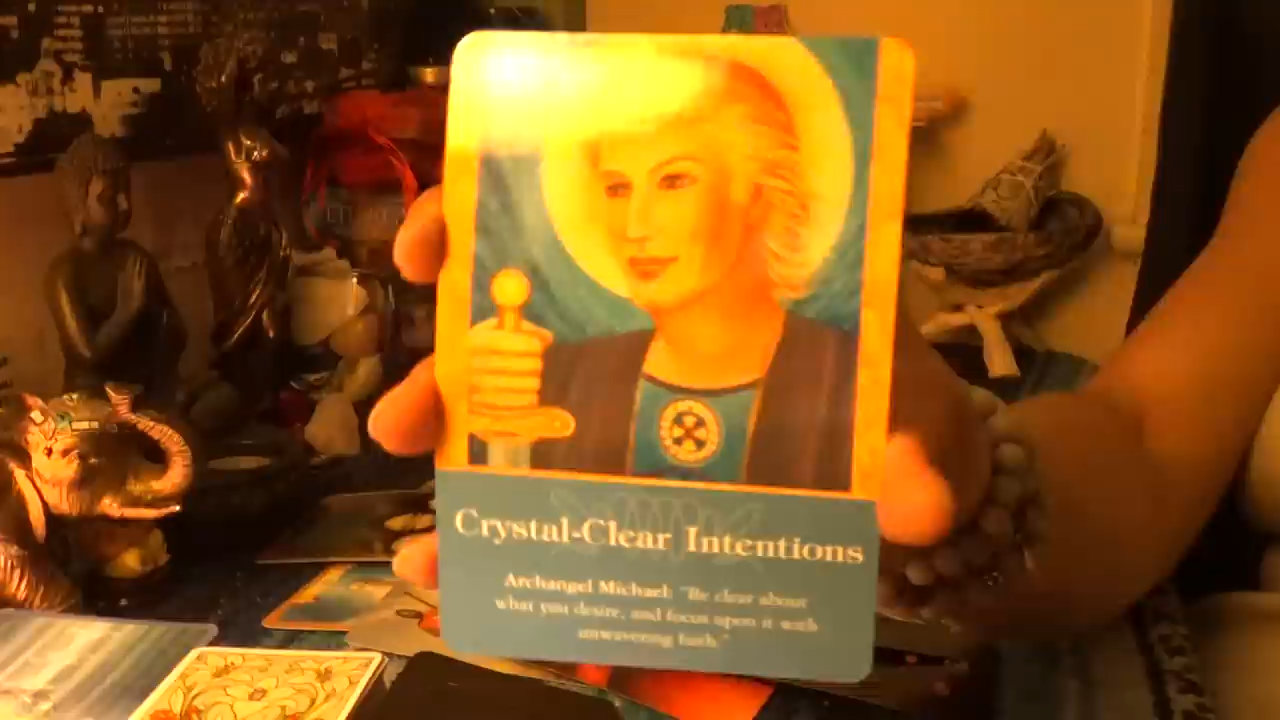 Crystal-Clear Intentions
Archangel Michael: "Be clear about
what you desire, and focus upon it with
unwavering faith."